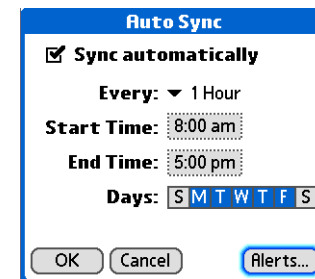 Auto Sync
Sync automatically
Every: 1 Hour
Start Time: 8:00 am
End Time: 5:00 pm
Days: S M T W T F S
OK Cancel Alerts...